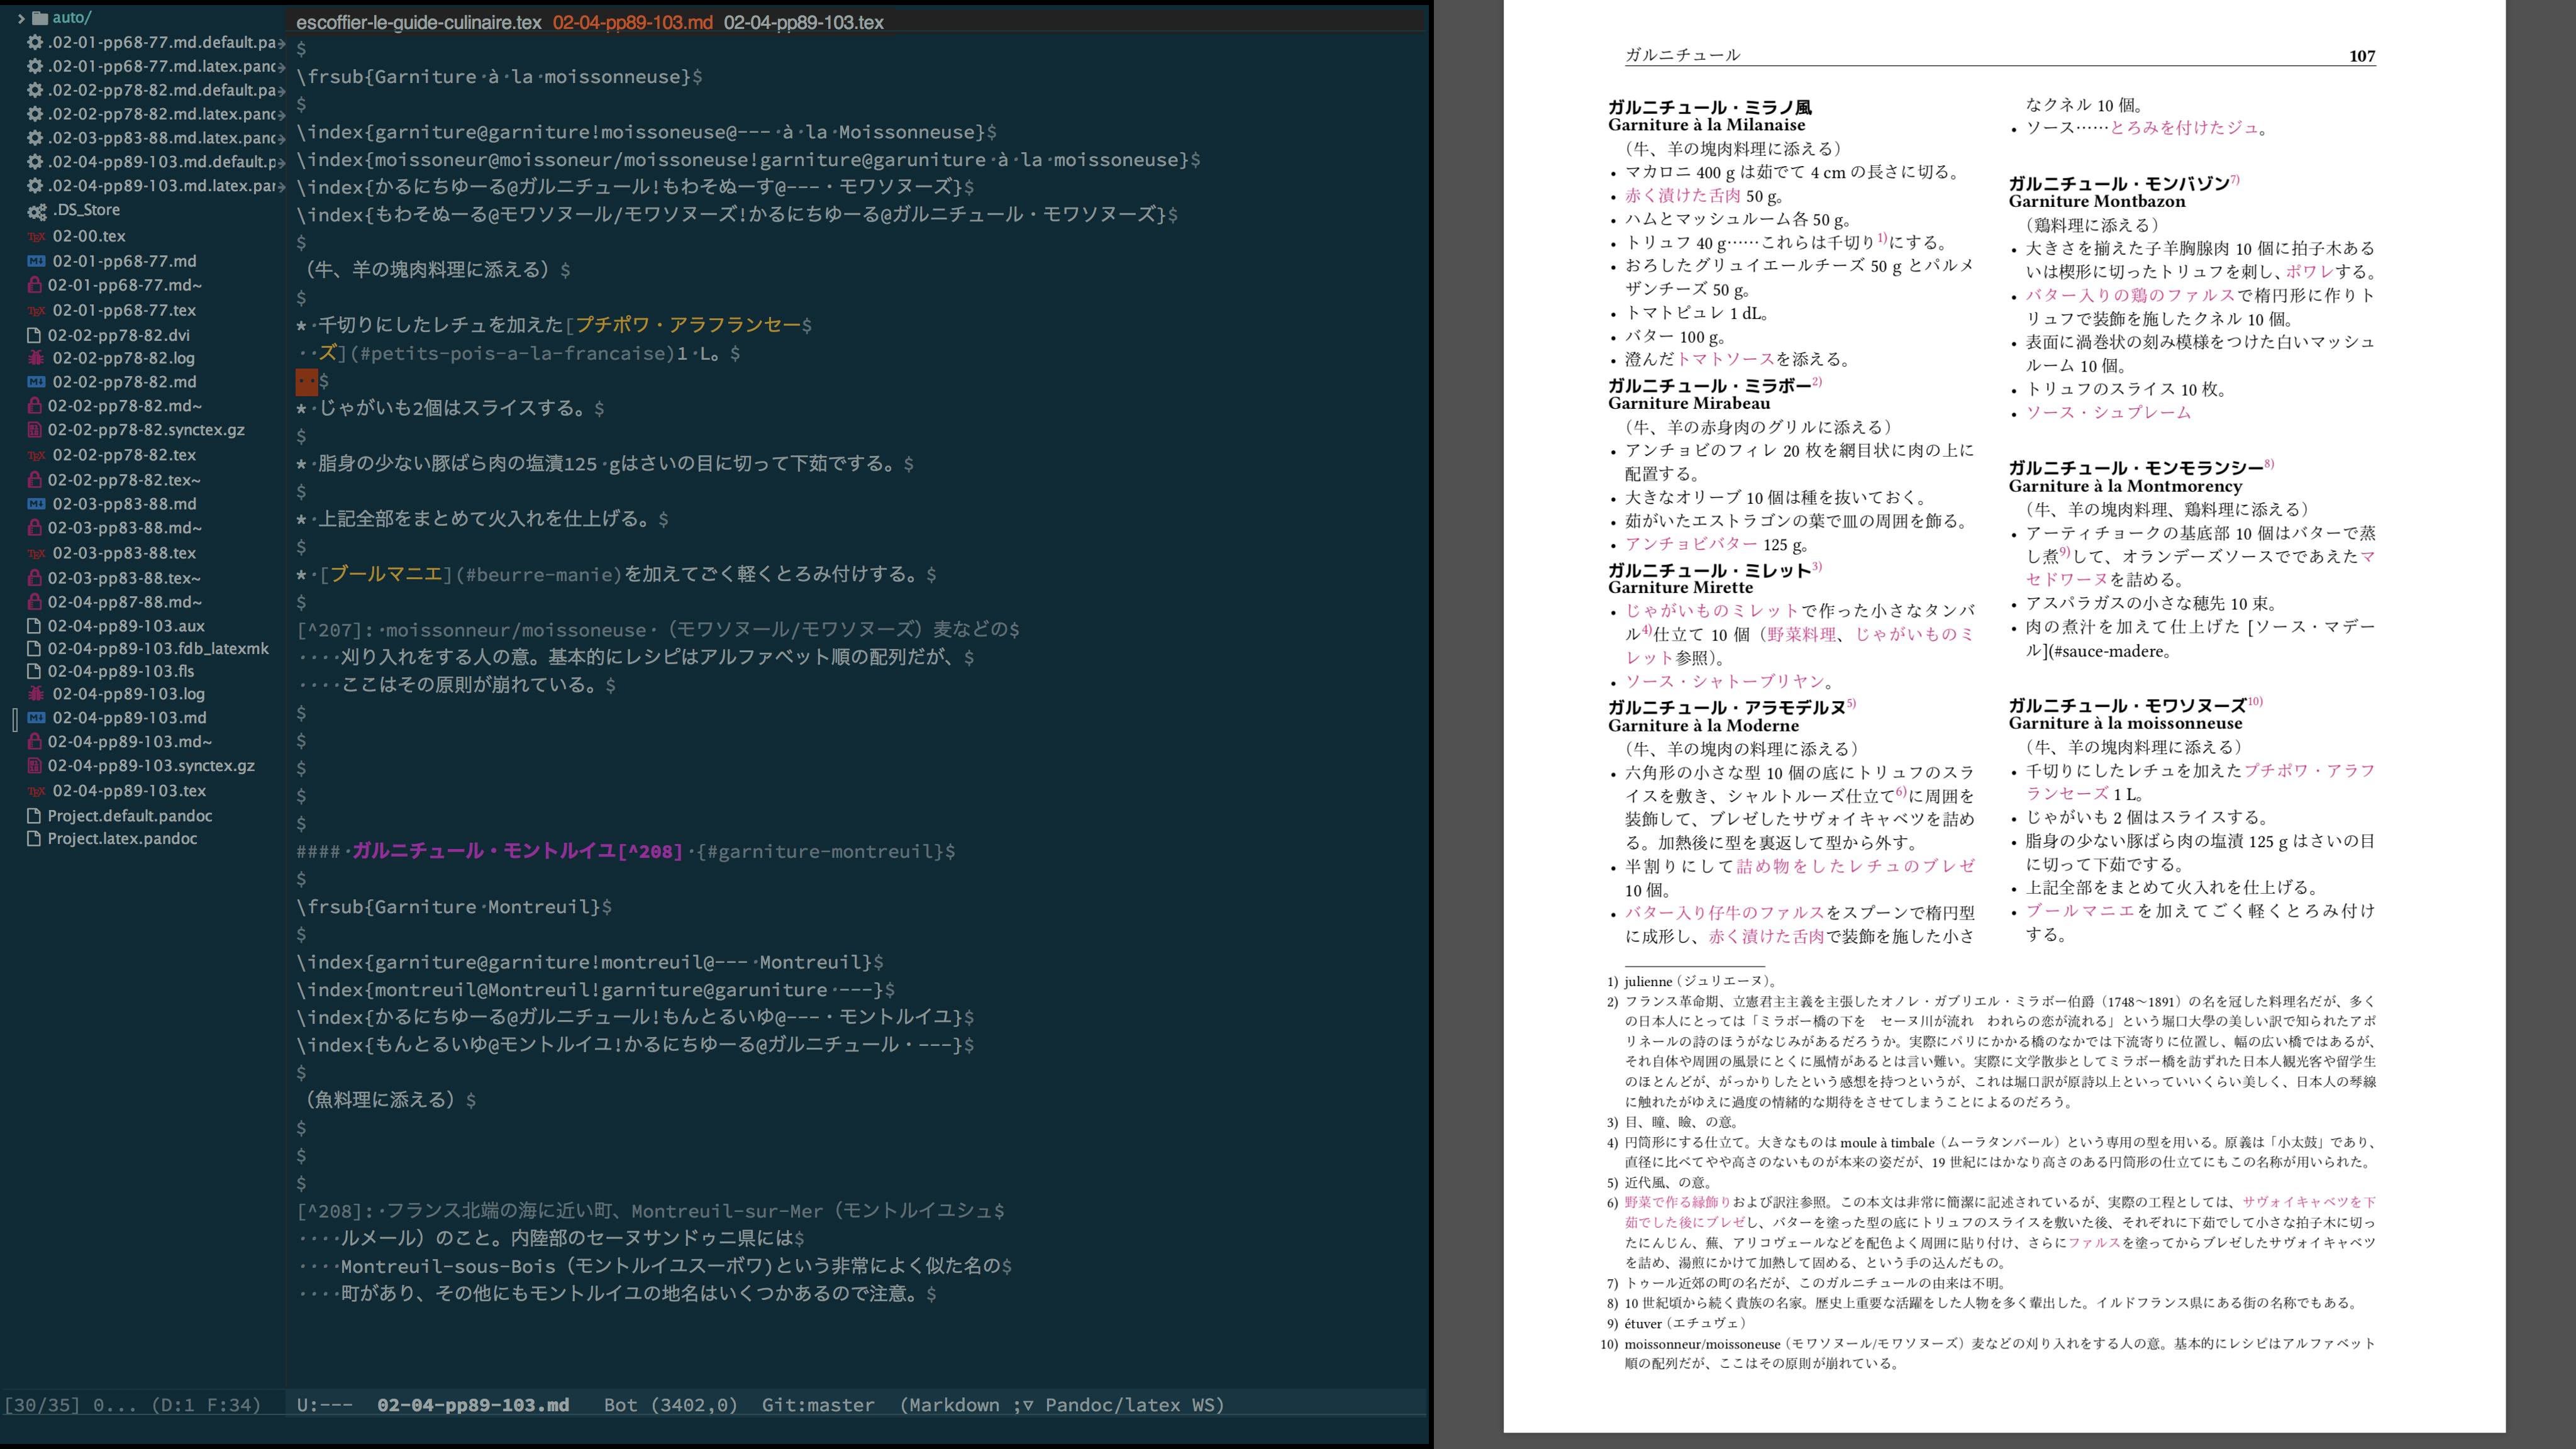 auto/
.02-01-pp68-77.md.default.pa
.02-01-pp68-77.md.latex.panc
.02-02-pp78-82.md.default.pa
.02-02-pp78-82.md.latex.panc
.02-03-pp83-88.md.latex.panc
.02-04-pp89-103.md.default.p
.02-04-pp89-103.md.latex.par
.DS_Store
02-00.tex
02-01-pp68-77.md
02-01-pp68-77.md~
02-01-pp68-77.tex
02-02-pp78-82.dvi
02-02-pp78-82.log
02-02-pp78-82.md
02-02-pp78-82.md~
02-02-pp78-82.synctex.gz
02-02-pp78-82.tex
02-02-pp78-82.tex~
02-03-pp83-88.md
02-03-pp83-88.md~
02-03-pp83-88.tex
02-03-pp83-88.tex~
02-04-pp87-88.md~
02-04-pp89-103.aux
02-04-pp89-103.fdb_latexmk
02-04-pp89-103.fls
02-04-pp89-103.log
02-04-pp89-103.md
02-04-pp89-103.md~
02-04-pp89-103.synctex.gz
02-04-pp89-103.tex
Project.default.pandoc
Project.latex.pandoc
[30/35] 0... (D:1 F:34)
escoffier-le-guide-culinaire.tex 02-04-pp89-103.md 02-04-pp89-103.tex
$
\frsub{Garniture·à·la·moissonneuse}$
$
\index{garniture@garniture!moissoneuse@---·à·la·Moissonneuse}$
\index{moissoneur@moissoneur/moissoneuse!garniture@garuniture·à·la·moissoneuse}$
\index{かるにちゆーる@ガルニチュール!もわそぬーす@---・モワソヌーズ}$
\index{もわそぬーる@モワソヌール/モワソヌーズ!かるにちゆーる@ガルニチュール・モワソヌーズ}$
$
（牛、羊の塊肉料理に添える）$
$
*·千切りにしたレチュを加えた[プチポワ・アラフランセー$
··ズ](#petits-pois-a-la-francaise)1·L。$
··$
*·じゃがいも2個はスライスする。$
$
*·脂身の少ない豚ばら肉の塩漬125·gはさいの目に切って下茹でする。$
$
*·上記全部をまとめて火入れを仕上げる。$
$
*·[ブールマニエ](#beurre-manie)を加えてごく軽くとろみ付けする。$
$
[^207]:·moissonneur/moissoneuse·（モワソヌール/モワソヌーズ）麦などの$
····刈り入れをする人の意。基本的にレシピはアルファベット順の配列だが、$
····ここはその原則が崩れている。$
$
$
$
$
$
####·ガルニチュール・モントルイユ[^208]·{#garniture-montreuil}$
$
\frsub{Garniture·Montreuil}$
$
\index{garniture@garniture!montreuil@---·Montreuil}$
\index{montreuil@Montreuil!garniture@garuniture·---}$
\index{かるにちゆーる@ガルニチュール!もんとるいゆ@---・モントルイユ}$
\index{もんとるいゆ@モントルイユ!かるにちゆーる@ガルニチュール・---}$
$
（魚料理に添える）$
$
$
$
[^208]:·フランス北端の海に近い町、Montreuil-sur-Mer（モントルイユシュ$
····ルメール）のこと。内陸部のセーヌサンドゥニ県には$
····Montreuil-sous-Bois（モントルイユスーボワ)という非常によく似た名の$
····町があり、その他にもモントルイユの地名はいくつかあるので注意。$
U:--- 02-04-pp89-103.md Bot (3402,0) Git:master (Markdown ;▿ Pandoc/latex WS)
ガルニチュール 107
ガルニチュール・ミラノ風
Garniture à la Milanaise
（牛、羊の塊肉料理に添える）
• マカロニ 400 g は茹でて 4 cm の長さに切る。
• 赤く漬けた舌肉 50 g。
• ハムとマッシュルーム各 50 g。
• トリュフ 40 g……これらは千切り1)にする。
• おろしたグリュイエールチーズ 50 g とパルメ
ザンチーズ 50 g。
• トマトピュレ 1 dL。
• バター 100 g。
• 澄んだトマトソースを添える。
ガルニチュール・ミラボー2)
Garniture Mirabeau
（牛、羊の赤身肉のグリルに添える）
• アンチョビのフィレ 20 枚を網目状に肉の上に
配置する。
• 大きなオリーブ 10 個は種を抜いておく。
• 茹がいたエストラゴンの葉で皿の周囲を飾る。
• アンチョビバター 125 g。
ガルニチュール・ミレット3)
Garniture Mirette
• じゃがいものミレットで作った小さなタンバ
ル4)仕立て 10 個（野菜料理、じゃがいものミ
レット参照）。
• ソース・シャトーブリヤン。
ガルニチュール・アラモデルヌ5)
Garniture à la Moderne
（牛、羊の塊肉の料理に添える）
• 六角形の小さな型 10 個の底にトリュフのスラ
イスを敷き、シャルトルーズ仕立て6)に周囲を
装飾して、ブレゼしたサヴォイキャベツを詰め
る。加熱後に型を裏返して型から外す。
• 半割りにして詰め物をしたレチュのブレゼ
10 個。
• バター入り仔牛のファルスをスプーンで楕円型
に成形し、赤く漬けた舌肉で装飾を施した小さ
なクネル 10 個。
• ソース……とろみを付けたジュ。
ガルニチュール・モンバゾン7)
Garniture Montbazon
（鶏料理に添える）
• 大きさを揃えた子羊胸腺肉 10 個に拍子木ある
いは楔形に切ったトリュフを刺し、ポワレする。
• バター入りの鶏のファルスで楕円形に作りト
リュフで装飾を施したクネル 10 個。
• 表面に渦巻状の刻み模様をつけた白いマッシュ
ルーム 10 個。
• トリュフのスライス 10 枚。
• ソース・シュプレーム
ガルニチュール・モンモランシー8)
Garniture à la Montmorency
（牛、羊の塊肉料理、鶏料理に添える）
• アーティチョークの基底部 10 個はバターで蒸
し煮9)して、オランデーズソースでであえたマ
セドワーヌを詰める。
• アスパラガスの小さな穂先 10 束。
• 肉の煮汁を加えて仕上げた [ソース・マデー
ル](#sauce-madere。
ガルニチュール・モワソヌーズ10)
Garniture à la moissonneuse
（牛、羊の塊肉料理に添える）
• 千切りにしたレチュを加えたプチポワ・アラフ
ランセーズ 1 L。
• じゃがいも 2 個はスライスする。
• 脂身の少ない豚ばら肉の塩漬 125 g はさいの目
に切って下茹でする。
• 上記全部をまとめて火入れを仕上げる。
• ブールマニエを加えてごく軽くとろみ付け
する。
1) julienne（ジュリエーヌ）。
2) フランス革命期、立憲君主主義を主張したオノレ・ガブリエル・ミラボー伯爵（1748〜1891）の名を冠した料理名だが、多く
の日本人にとっては「ミラボー橋の下を　セーヌ川が流れ　われらの恋が流れる」という堀口大學の美しい訳で知られたアポ
リネールの詩のほうがなじみがあるだろうか。実際にパリにかかる橋のなかでは下流寄りに位置し、幅の広い橋ではあるが、
それ自体や周囲の風景にとくに風情があるとは言い難い。実際に文学散歩としてミラボー橋を訪ずれた日本人観光客や留学生
のほとんどが、がっかりしたという感想を持つというが、これは堀口訳が原詩以上といっていいくらい美しく、日本人の琴線
に触れたがゆえに過度の情緒的な期待をさせてしまうことによるのだろう。
3) 目、瞳、瞼、の意。
4) 円筒形にする仕立て。大きなものは moule à timbale（ムーラタンバール）という専用の型を用いる。原義は「小太鼓」であり、
直径に比べてやや高さのないものが本来の姿だが、19 世紀にはかなり高さのある円筒形の仕立てにもこの名称が用いられた。
5) 近代風、の意。
6) 野菜で作る縁飾りおよび訳注参照。この本文は非常に簡潔に記述されているが、実際の工程としては、サヴォイキャベツを下
茹でした後にブレゼし、バターを塗った型の底にトリュフのスライスを敷いた後、それぞれに下茹でして小さな拍子木に切っ
たにんじん、蕪、アリコヴェールなどを配色よく周囲に貼り付け、さらにファルスを塗ってからブレゼしたサヴォイキャベツ
を詰め、湯煎にかけて加熱して固める、という手の込んだもの。
7) トゥール近郊の町の名だが、このガルニチュールの由来は不明。
8) 10 世紀頃から続く貴族の名家。歴史上重要な活躍をした人物を多く輩出した。イルドフランス県にある街の名称でもある。
9) étuver（エチュヴェ）
10) moissonneur/moissoneuse（モワソヌール/モワソヌーズ）麦などの刈り入れをする人の意。基本的にレシピはアルファベット
順の配列だが、ここはその原則が崩れている。